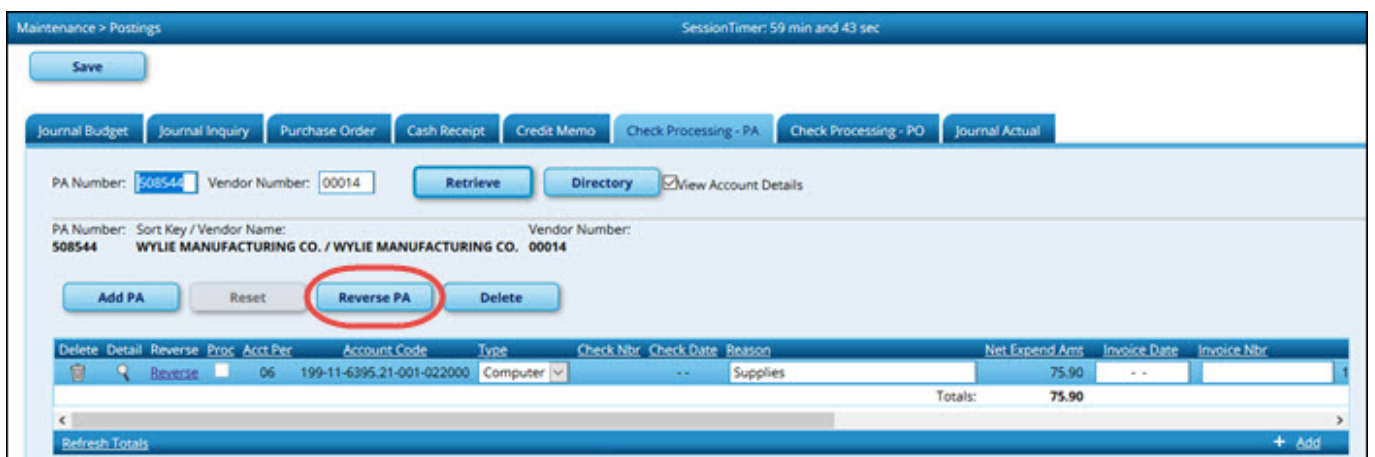 Maintenance > Postings SessionTimer: 59 min and 43 sec
Save
Journal Budget Journal Inquiry Purchase Order Cash Receipt Credit Memo Check Processing - PA Check Processing - PO Journal Actual
PA Number: 508544 Vendor Number: 00014 Retrieve Directory View Account Details
PA Number: Sort Key / Vendor Name: Vendor Number:
508544 WYLIE MANUFACTURING CO. / WYLIE MANUFACTURING CO. 00014
Add PA Reset Reverse PA Delete
Delete Detail Reverse Proc Acct Per Account Code Type Check Nbr Check Date Reason Net Expend Amt Invoice Date Invoice Nbr
Reverse 06 199-11-6395.21-001-022000 Computer - - Supplies 75.90 - - 1
Totals: 75.90
Refresh Totals + Add